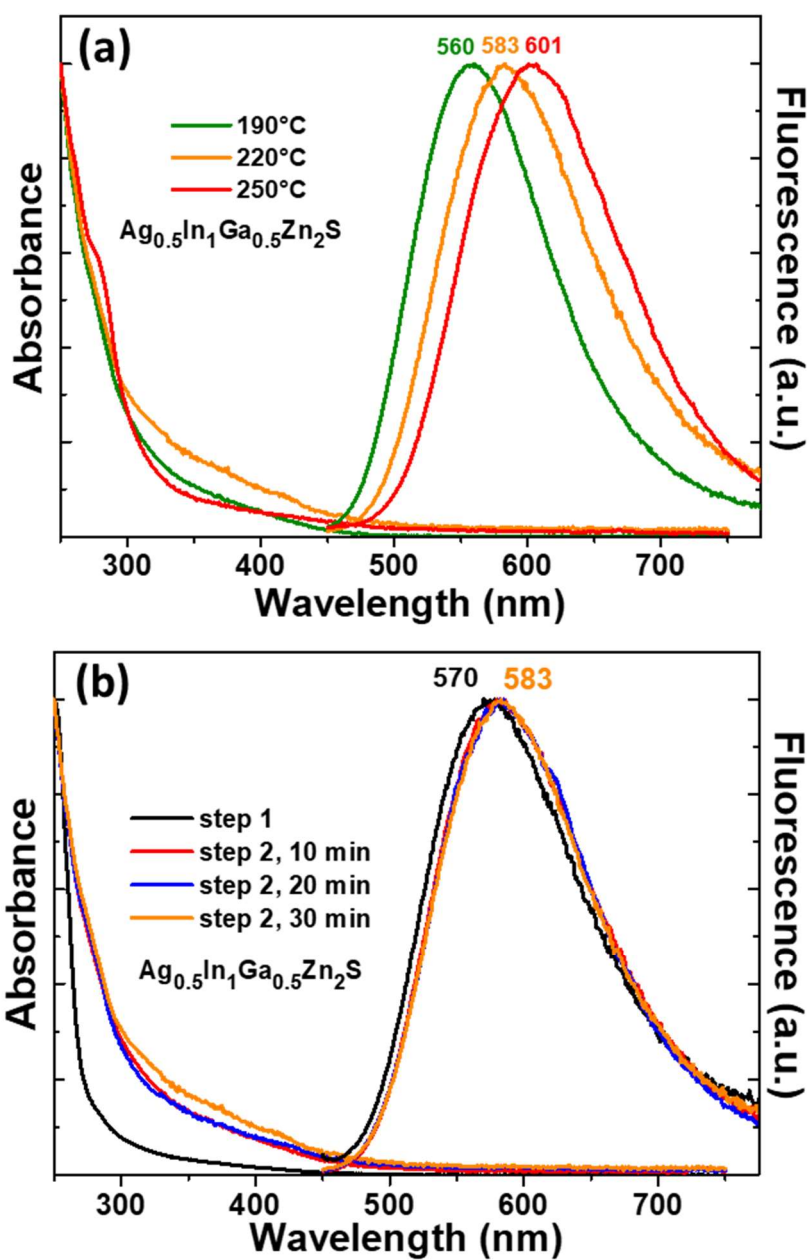 (a)
560 583 601
190°C
220°C
250°C
Ag0.5In1Ga0.5Zn2S
Absorbance
Fluorescence (a.u.)
300 400 500 600 700
Wavelength (nm)
(b)
570 583
step 1
step 2, 10 min
step 2, 20 min
step 2, 30 min
Ag0.5In1Ga0.5Zn2S
Absorbance
Fluorescence (a.u.)
300 400 500 600 700
Wavelength (nm)